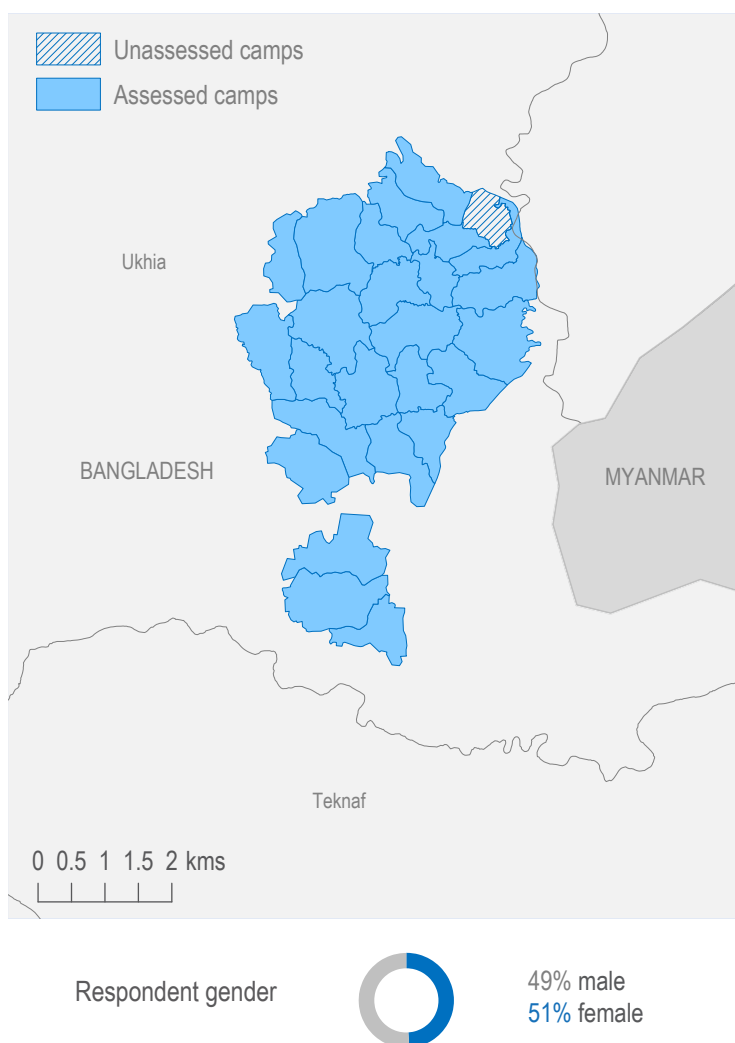 Unassessed camps
Assessed camps
Ukhia
BANGLADESH
MYANMAR
Teknaf
0 0.5 1 1.5 2 kms
Respondent gender
49% male
51% female